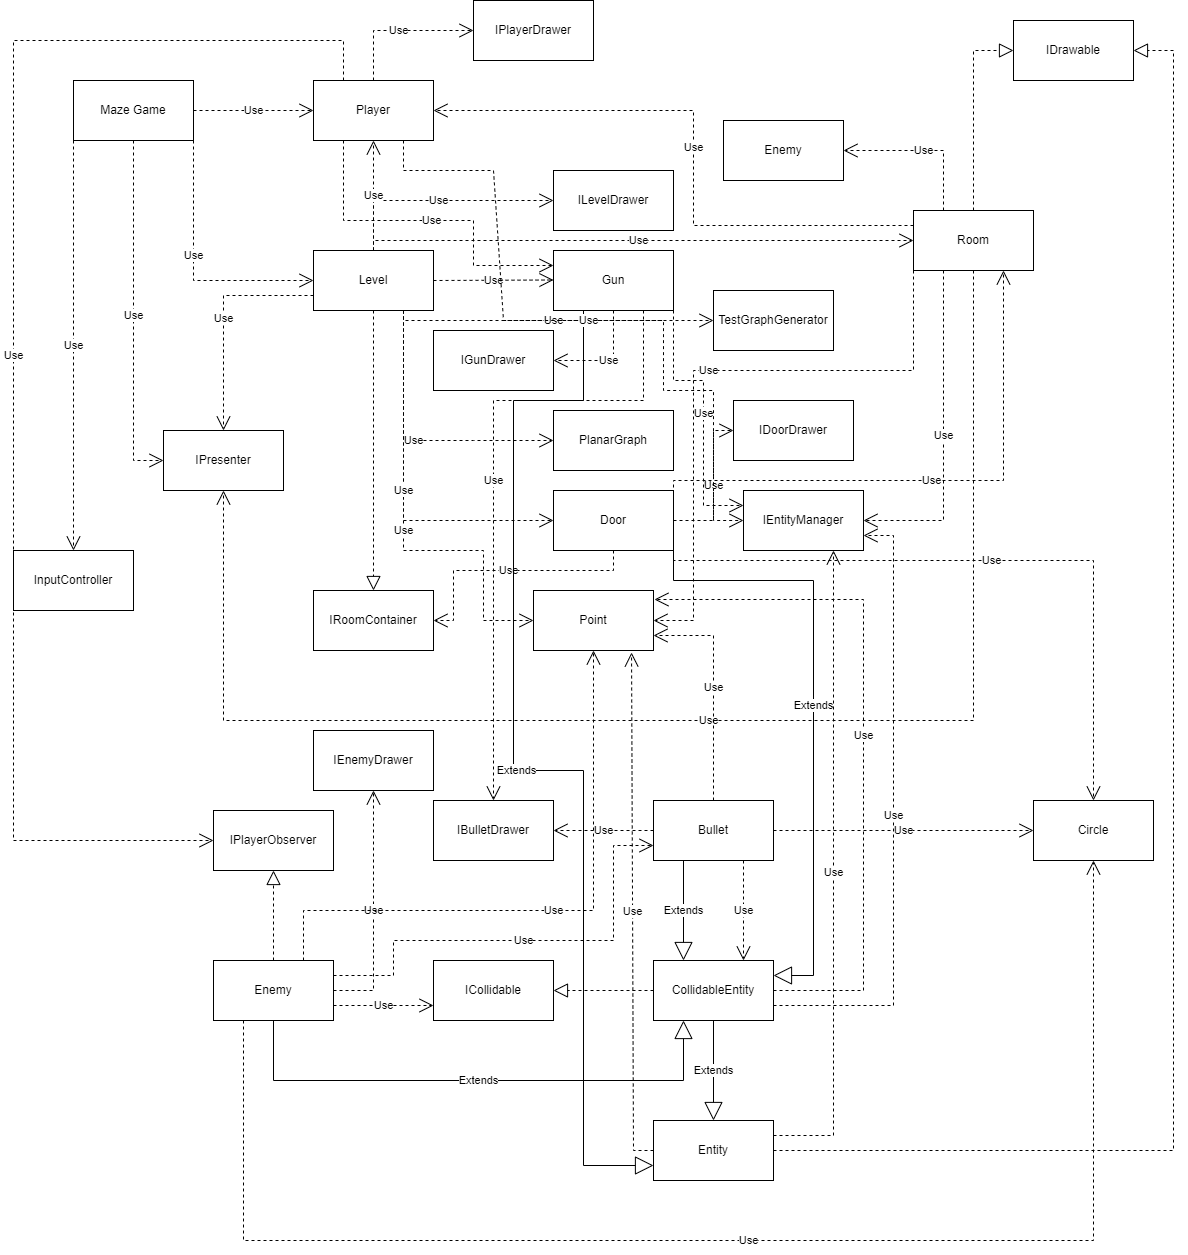 IPlayerDrawer
Use
IDrawable
Maze Game
Use
Player
Use
Enemy
Use
Use
Use
ILevelDrawer
Use
Use
Room
Use
Level
Use
Gun
Use
Use
Use
Use
Use
TestGraphGenerator
Use
Use
IGunDrawer
Use
Use
Use
Use
IDoorDrawer
Use
Use
PlanarGraph
IPresenter
Use
Use
Use
Use
Door
IEntityManager
Use
Use
Use
InputController
IRoomContainer
Point
Use
Extends
Use
Use
IEnemyDrawer
Extends
Use
IPlayerObserver
IBulletDrawer
Use
Bullet
Use
Circle
Use
Use
Use
Use
Extends
Use
Use
Enemy
ICollidable
CollidableEntity
Use
Extends
Extends
Entity
Use